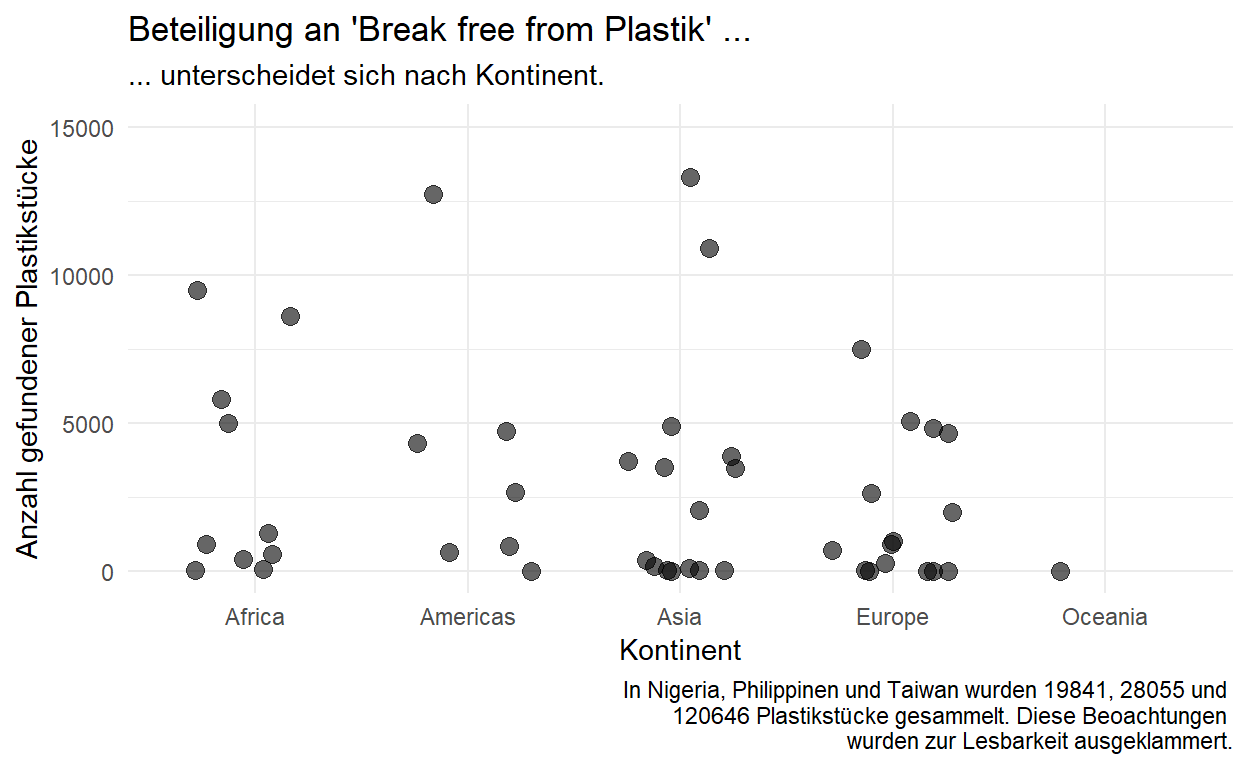 Beteiligung an 'Break free from Plastik' ...
... unterscheidet sich nach Kontinent.
Anzahl gefundener Plastikstücke
15000
10000
5000
0
Africa Americas Asia Europe Oceania
Kontinent
In Nigeria, Philippinen und Taiwan wurden 19841, 28055 und
120646 Plastikstücke gesammelt. Diese Beoachtungen
wurden zur Lesbarkeit ausgeklammert.